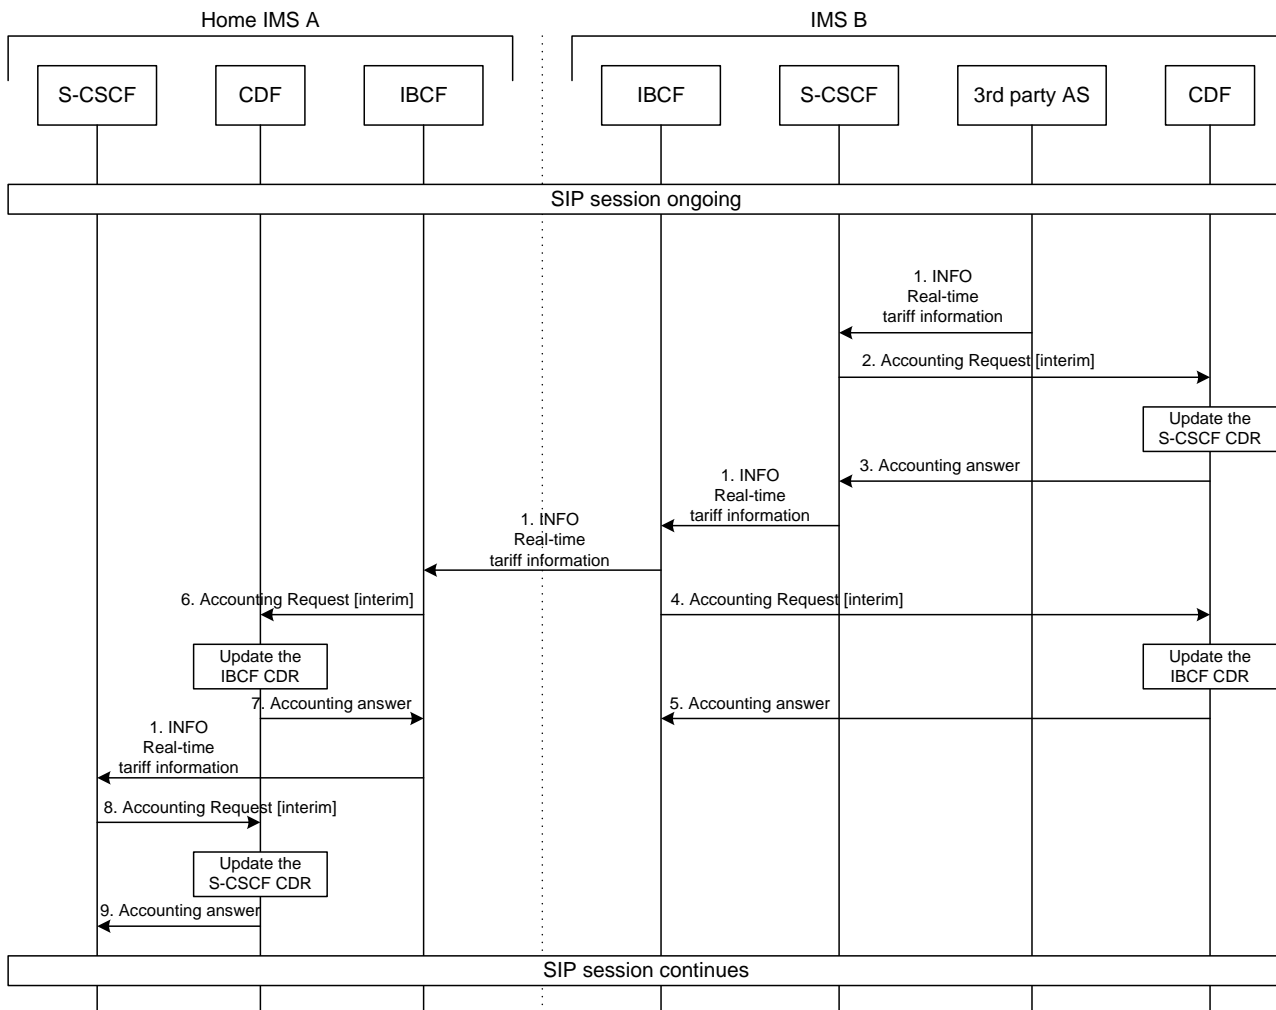 Home IMS A
IMS B
S-CSCF
CDF
IBCF
IBCF
S-CSCF
3rd party AS
CDF
SIP session ongoing
1. INFO
Real-time
tariff information
2. Accounting Request [interim]
Update the
S-CSCF CDR
3. Accounting answer
1. INFO
Real-time
tariff information
1. INFO
Real-time
tariff information
6. Accounting Request [interim]
4. Accounting Request [interim]
Update the
IBCF CDR
Update the
IBCF CDR
7. Accounting answer
5. Accounting answer
1. INFO
Real-time
tariff information
8. Accounting Request [interim]
Update the
S-CSCF CDR
9. Accounting answer
SIP session continues